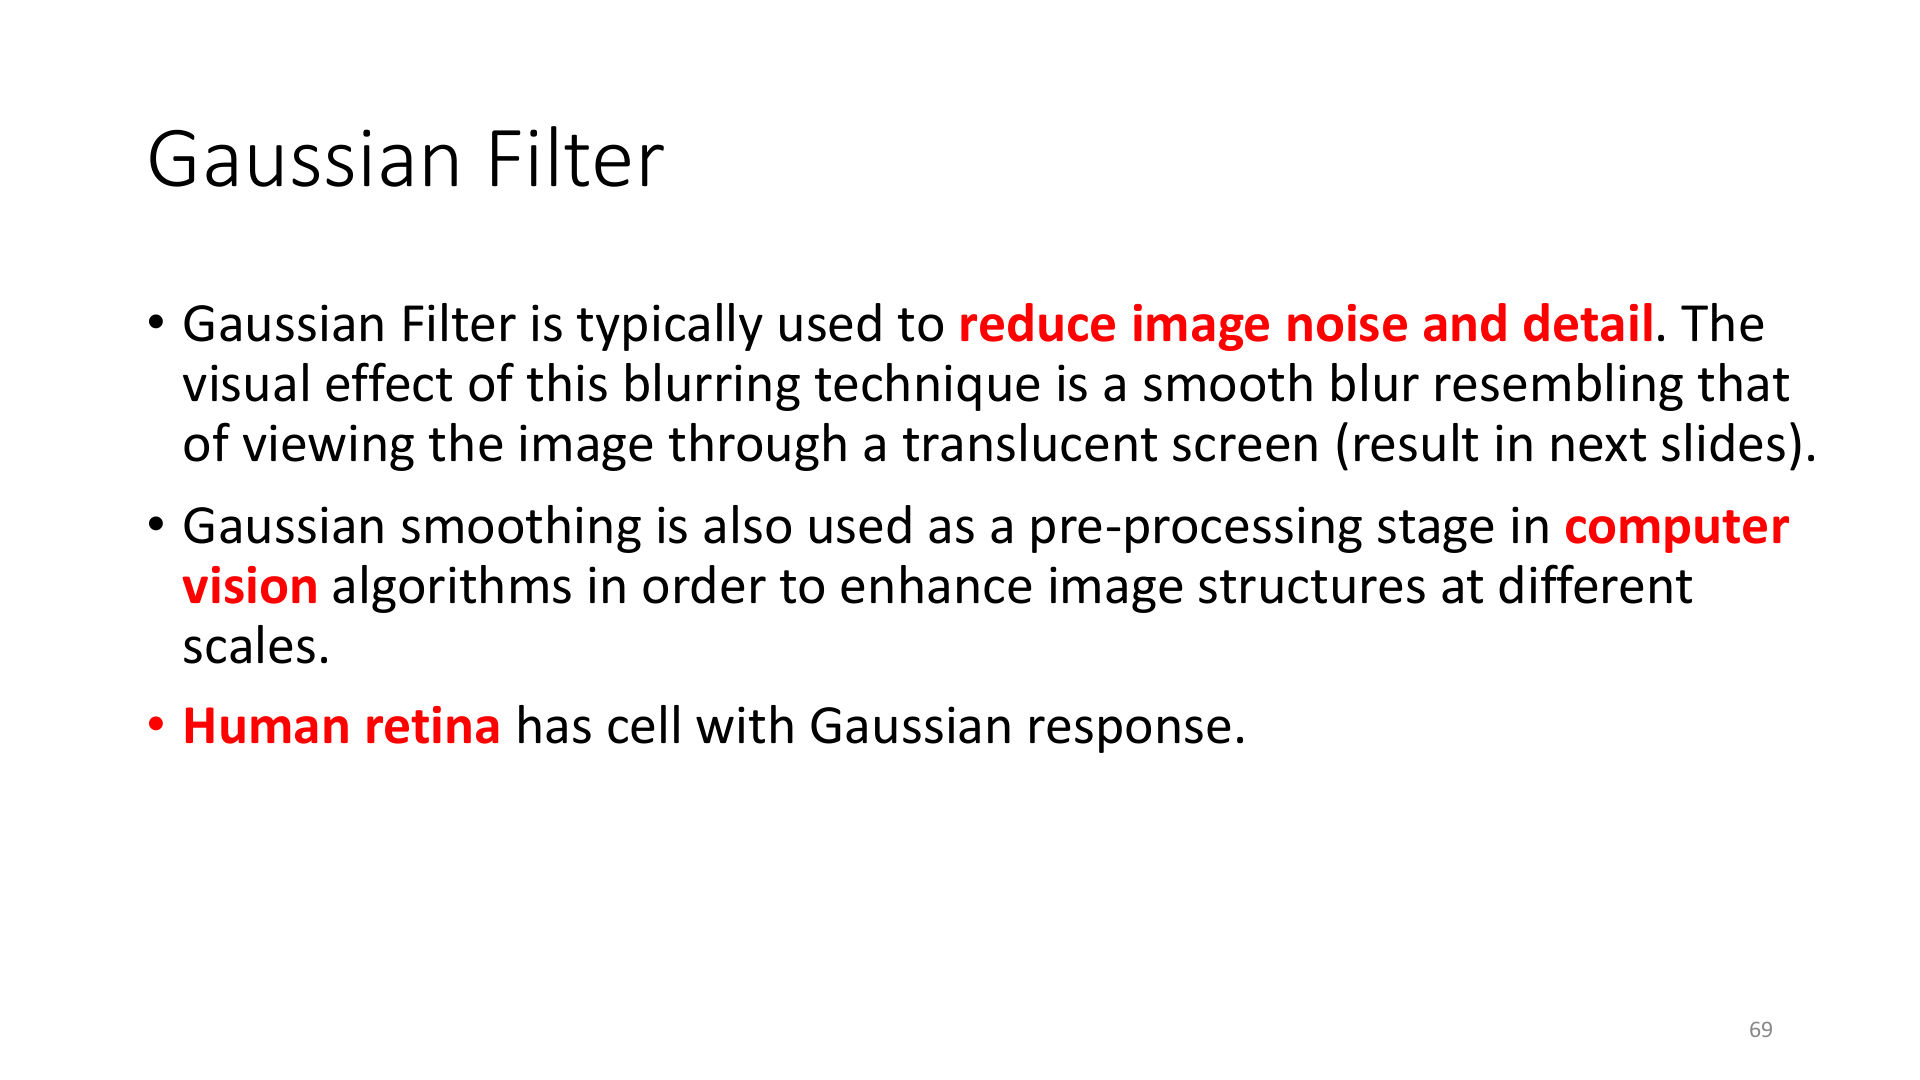 Gaussian Filter
• Gaussian Filter is typically used to reduce image noise and detail. The
visual effect of this blurring technique is a smooth blur resembling that
of viewing the image through a translucent screen (result in next slides).
• Gaussian smoothing is also used as a pre-processing stage in computer
vision algorithms in order to enhance image structures at different
scales.
• Human retina has cell with Gaussian response.
69